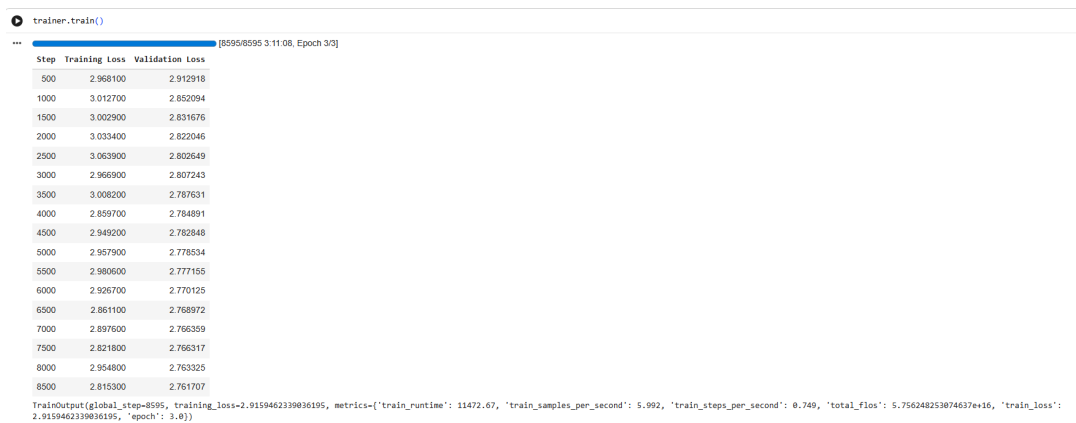 trainer.train()
[8595/8595 3:11:08, Epoch 3/3]
Step Training Loss Validation Loss
500 2.968100 2.912918
1000 3.012700 2.852094
1500 3.002900 2.831676
2000 3.033400 2.822046
2500 3.063900 2.802649
3000 2.966900 2.807243
3500 3.008200 2.787631
4000 2.859700 2.784891
4500 2.949200 2.782848
5000 2.957900 2.778534
5500 2.980600 2.777155
6000 2.926700 2.770125
6500 2.861100 2.768972
7000 2.897600 2.766359
7500 2.821800 2.766317
8000 2.954800 2.763325
8500 2.815300 2.761707
TrainOutput(global_step=8595, training_loss=2.9159462339036195, metrics={'train_runtime': 11472.67, 'train_samples_per_second': 5.992, 'train_steps_per_second': 0.749, 'total_flos': 5.756248253074637e+16, 'train_loss':
2.9159462339036195, 'epoch': 3.0})